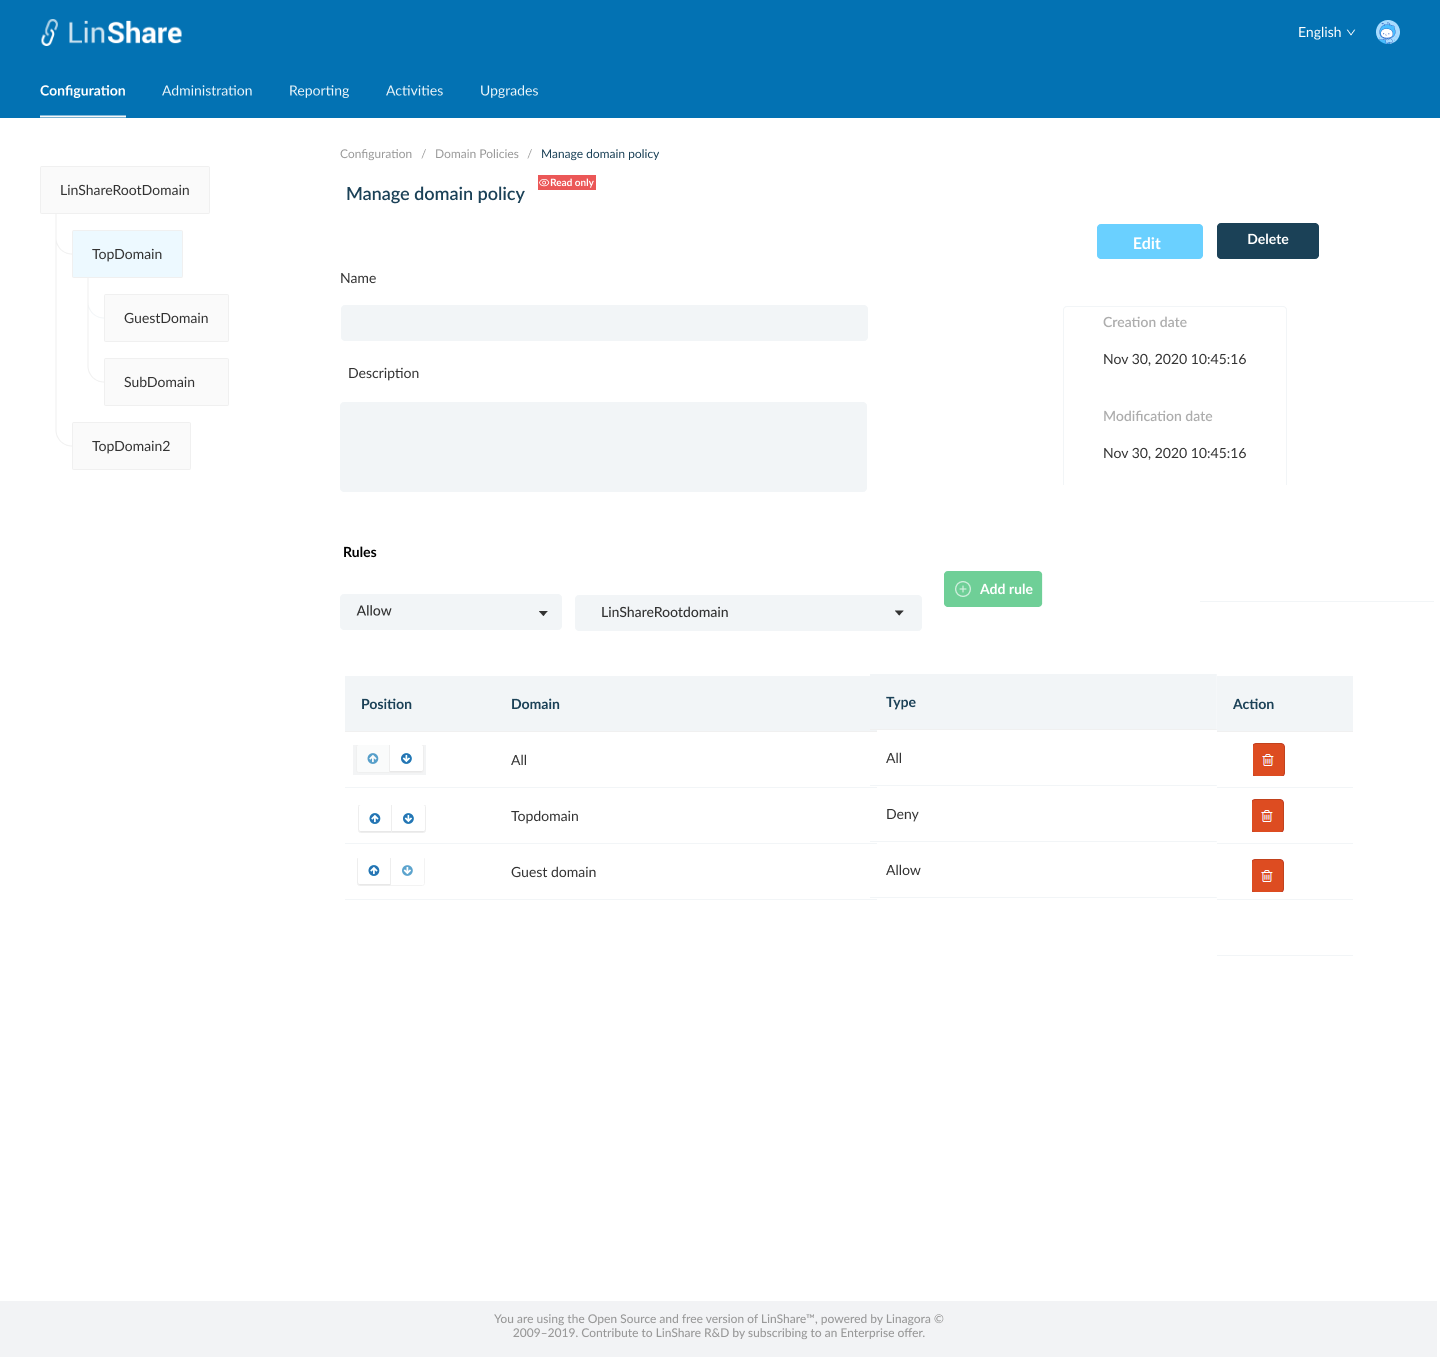 LinShare
English
Configuration Administration Reporting Activities Upgrades
LinShareRootDomain
TopDomain
GuestDomain
SubDomain
TopDomain2
Configuration / Domain Policies / Manage domain policy
Manage domain policy
Read only
Edit
Delete
Name
Description
Creation date
Nov 30, 2020 10:45:16
Modification date
Nov 30, 2020 10:45:16
Rules
Allow
LinShareRootdomain
Add rule
Position Domain Type Action
All All
Topdomain Deny
Guest domain Allow
You are using the Open Source and free version of LinShare™, powered by Linagora ©
2009–2019. Contribute to LinShare R&D by subscribing to an Enterprise offer.